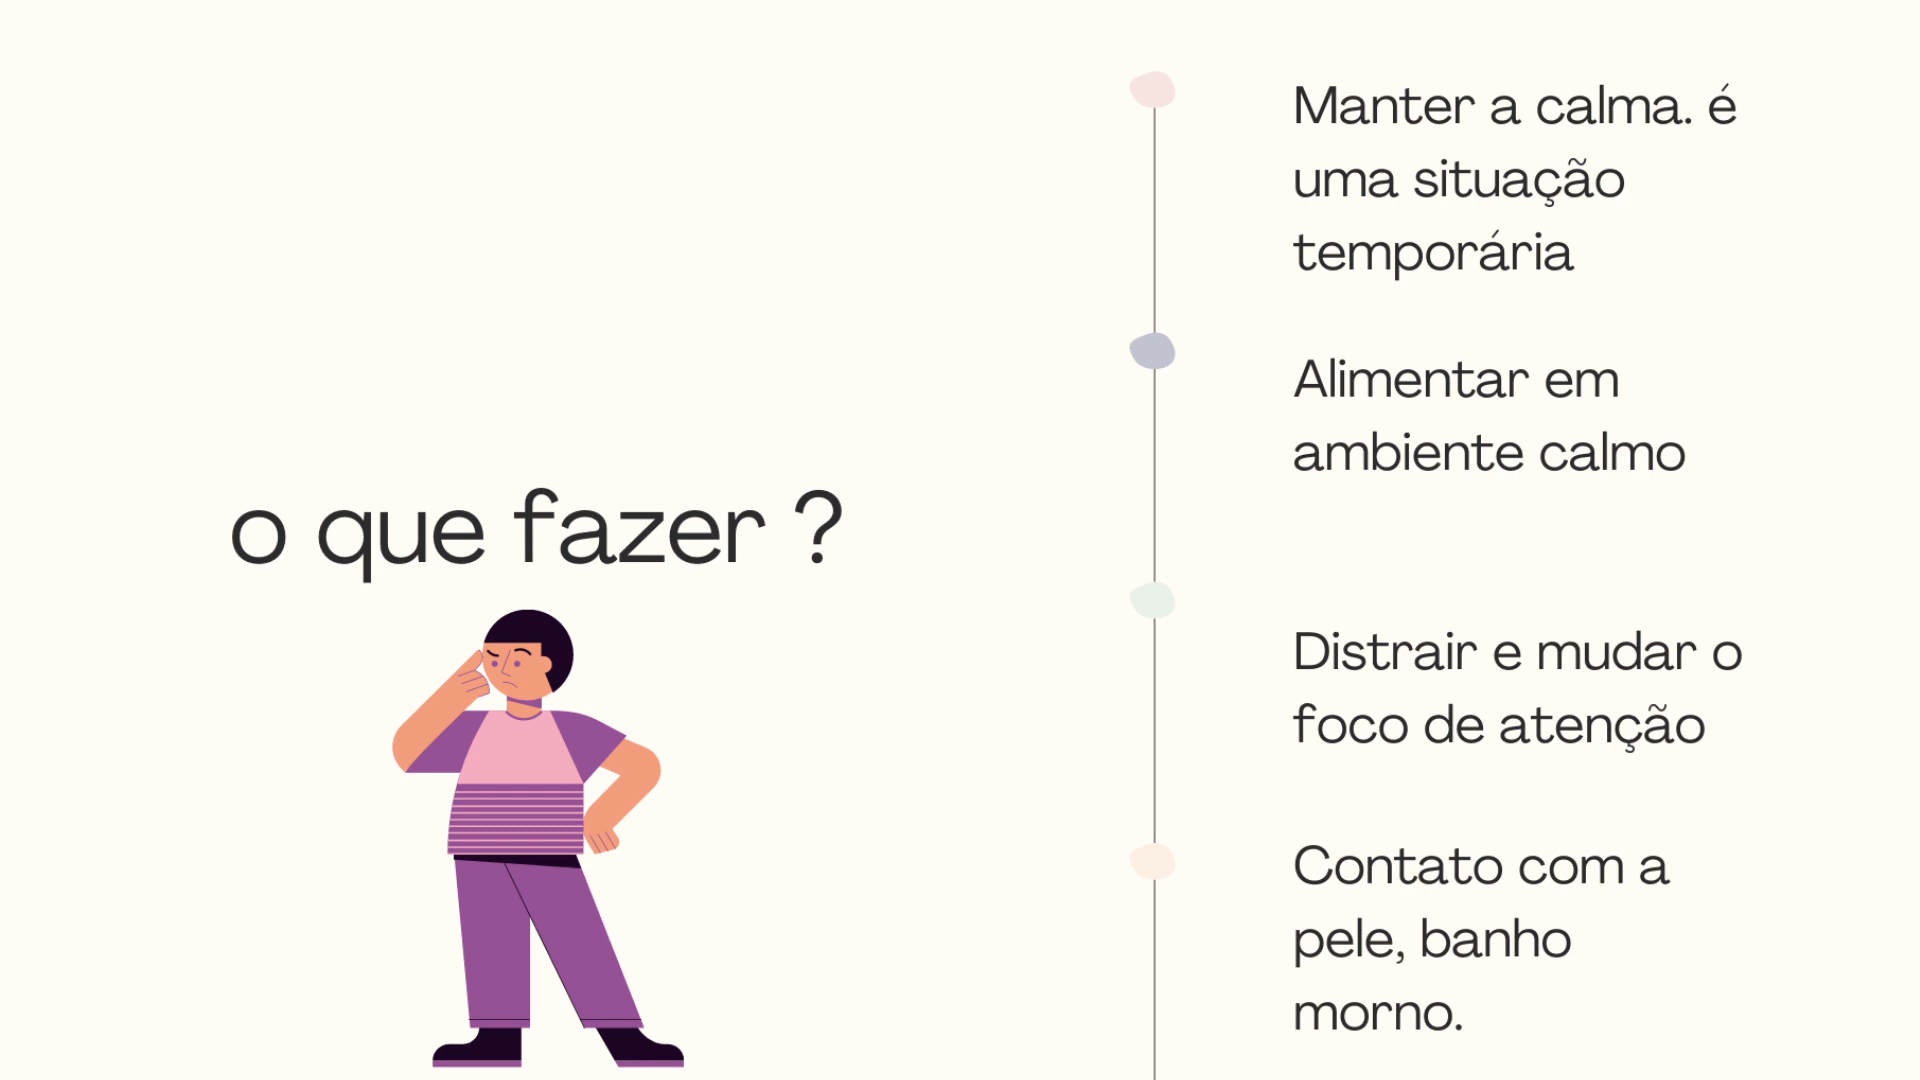 o que fazer ?
Manter a calma. é
uma situação
temporária
Alimentar em
ambiente calmo
Distrair e mudar o
foco de atenção
Contato com a
pele, banho
morno.